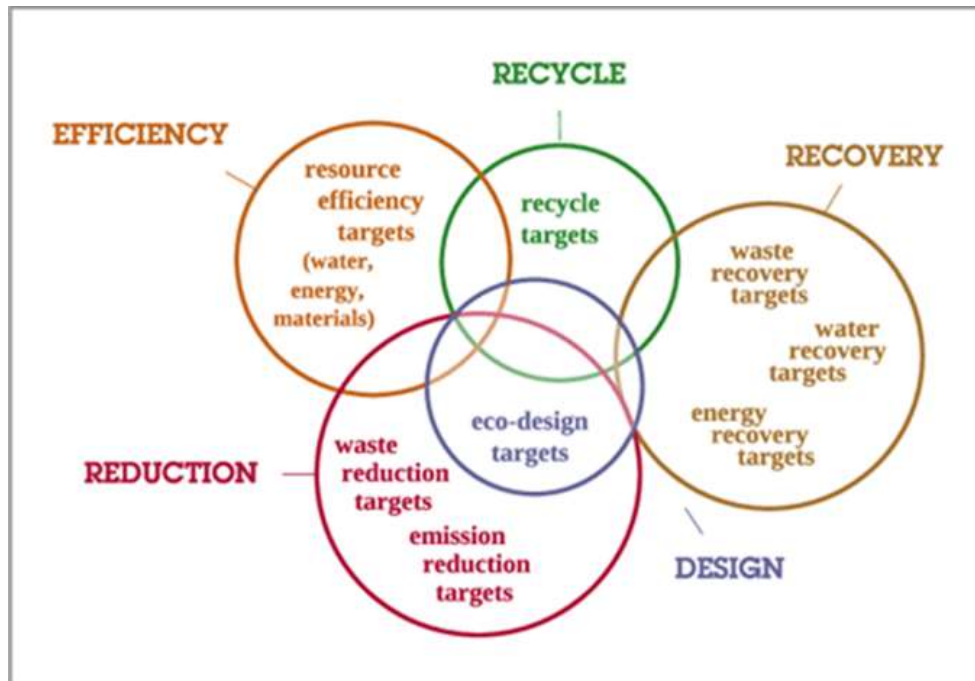 RECYCLE
EFFICIENCY
RECOVERY
resource
efficiency
targets
(water,
energy,
materials)
recycle
targets
waste
recovery
targets
water
recovery
targets
energy
recovery
targets
eco-design
targets
REDUCTION
waste
reduction
targets
emission
reduction
targets
DESIGN